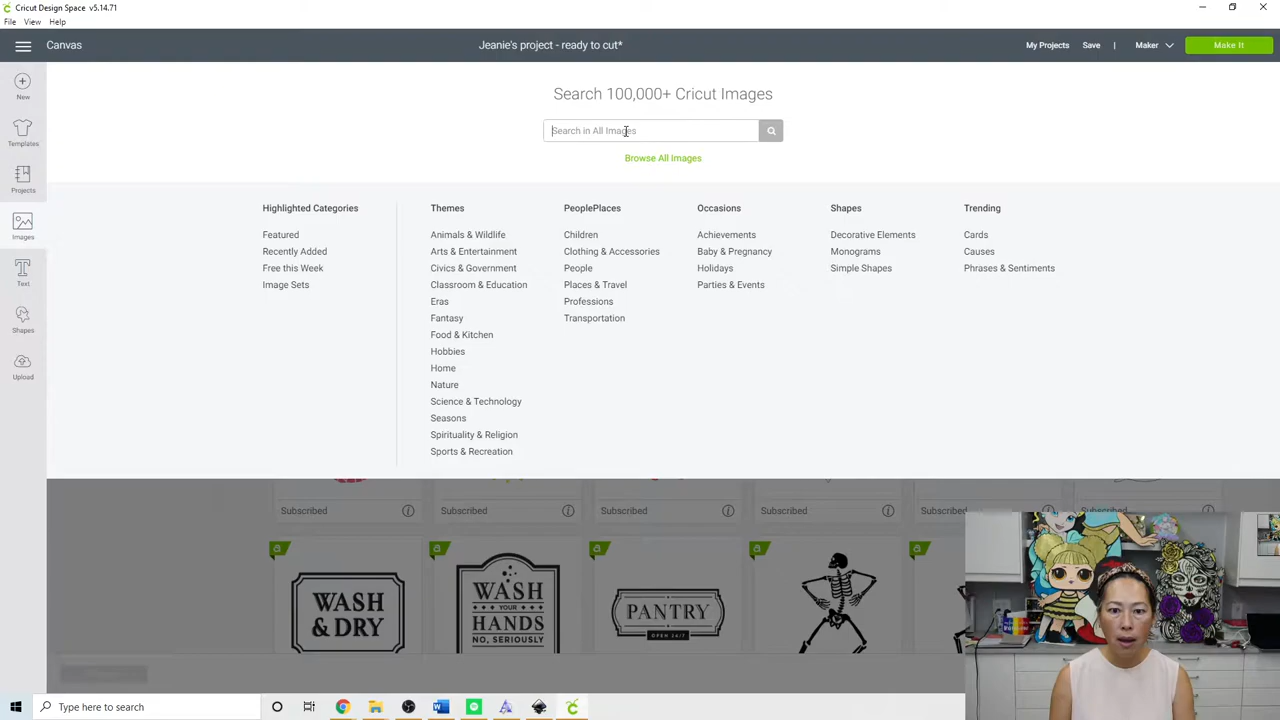 Cricut Design Space v5.14.71
File View Help
Canvas
Jeanie's project - ready to cut*
My Projects Save | Maker Make It
New
Templates
Projects
Images
Text
Shapes
Upload
Search 100,000+ Cricut Images
Search in All Images
Browse All Images
Highlighted Categories
Featured
Recently Added
Free this Week
Image Sets
Themes
Animals & Wildlife
Arts & Entertainment
Civics & Government
Classroom & Education
Eras
Fantasy
Food & Kitchen
Hobbies
Home
Nature
Science & Technology
Seasons
Spirituality & Religion
Sports & Recreation
PeoplePlaces
Children
Clothing & Accessories
People
Places & Travel
Professions
Transportation
Occasions
Achievements
Baby & Pregnancy
Holidays
Parties & Events
Shapes
Decorative Elements
Monograms
Simple Shapes
Trending
Cards
Causes
Phrases & Sentiments
Subscribed Subscribed Subscribed Subscribed Subscribed Subscribed
WASH
& DRY
WASH
YOUR
HANDS
NO, SERIOUSLY
PANTRY
OPEN 24/7
Type here to search